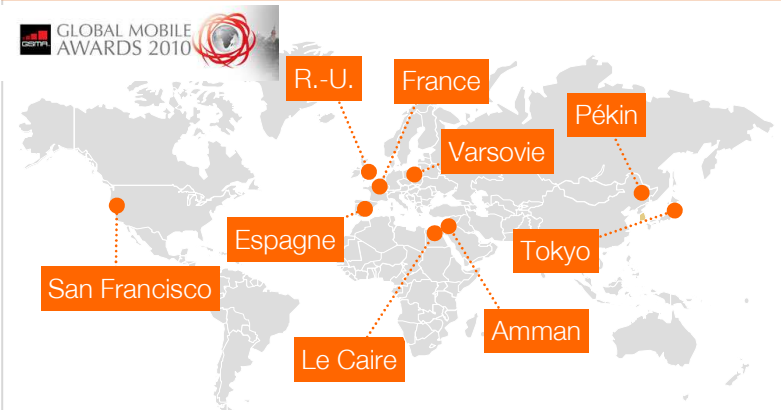 GSMA
GLOBAL MOBILE
AWARDS 2010
R.-U.
France
Pékin
Varsovie
Espagne
Tokyo
San Francisco
Amman
Le Caire